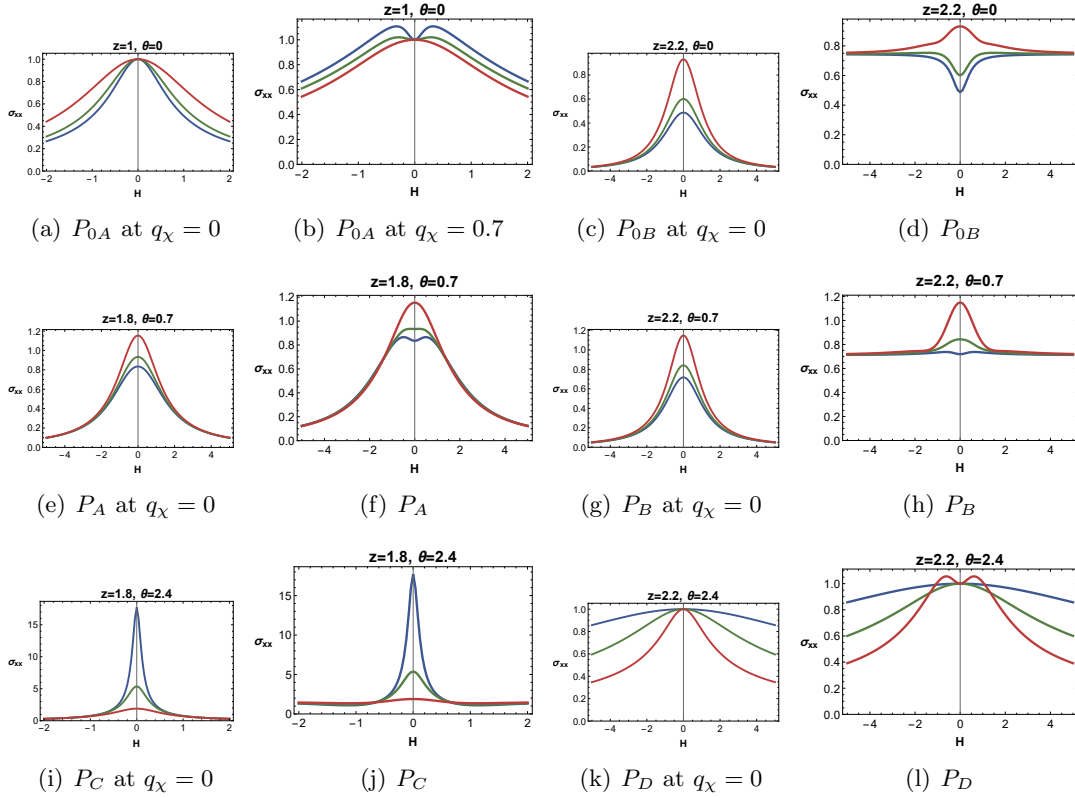 z=1, θ=0
1.0
0.8
0.6
σxx
0.4
0.2
0.0
−2 −1 0 1 2
H
(a) P0A at qχ = 0
z=1, θ=0
1.0
0.8
0.6
σxx
0.4
0.2
0.0
−2 −1 0 1 2
H
(b) P0A at qχ = 0.7
z=2.2, θ=0
0.8
0.6
σxx
0.4
0.2
0.0
−4 −2 0 2 4
H
(c) P0B at qχ = 0
z=2.2, θ=0
0.8
0.6
σxx
0.4
0.2
0.0
−4 −2 0 2 4
H
(d) P0B
z=1.8, θ=0.7
1.2
1.0
0.8
σxx
0.6
0.4
0.2
0.0
−4 −2 0 2 4
H
(e) PA at qχ = 0
z=1.8, θ=0.7
1.2
1.0
0.8
σxx
0.6
0.4
0.2
0.0
−4 −2 0 2 4
H
(f) PA
z=2.2, θ=0.7
1.2
1.0
0.8
σxx
0.6
0.4
0.2
0.0
−4 −2 0 2 4
H
(g) PB at qχ = 0
z=2.2, θ=0.7
1.2
1.0
0.8
σxx
0.6
0.4
0.2
0.0
−4 −2 0 2 4
H
(h) PB
z=1.8, θ=2.4
15
10
σxx
5
0
−2 −1 0 1 2
H
(i) PC at qχ = 0
z=1.8, θ=2.4
15
10
σxx
5
0
−2 −1 0 1 2
H
(j) PC
z=2.2, θ=2.4
1.0
0.8
0.6
σxx
0.4
0.2
0.0
−4 −2 0 2 4
H
(k) PD at qχ = 0
z=2.2, θ=2.4
1.0
0.8
σxx
0.6
0.4
0.2
0.0
−4 −2 0 2 4
H
(l) PD